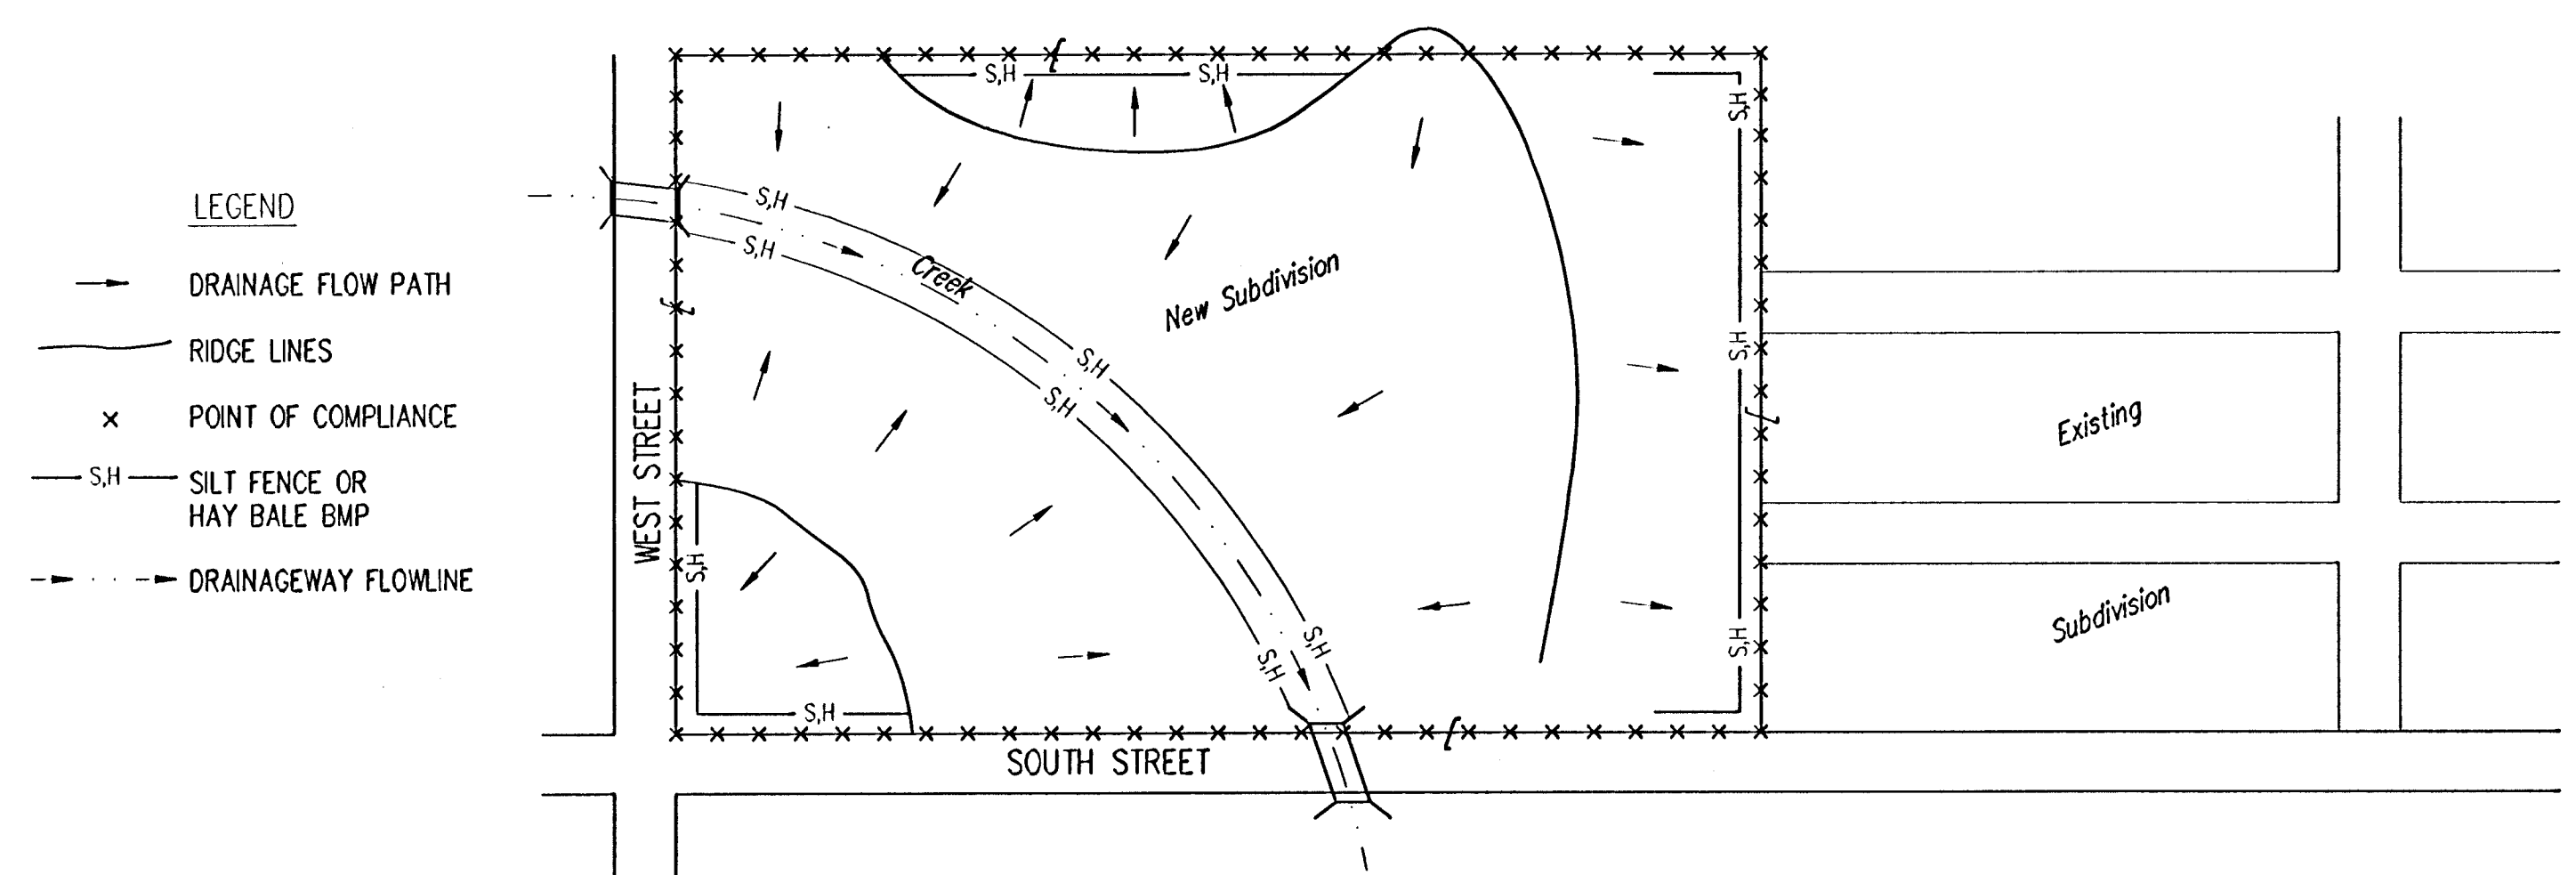 LEGEND
DRAINAGE FLOW PATH
RIDGE LINES
x POINT OF COMPLIANCE
S,H SILT FENCE OR
HAY BALE BMP
DRAINAGEWAY FLOWLINE
S,H S,H
S,H
S,H
S,H
Creek
New Subdivision
S,H
S,H
S,H
WEST STREET
S,H
S,H
S,H
S,H
S,H
S,H
SOUTH STREET
Existing
Subdivision